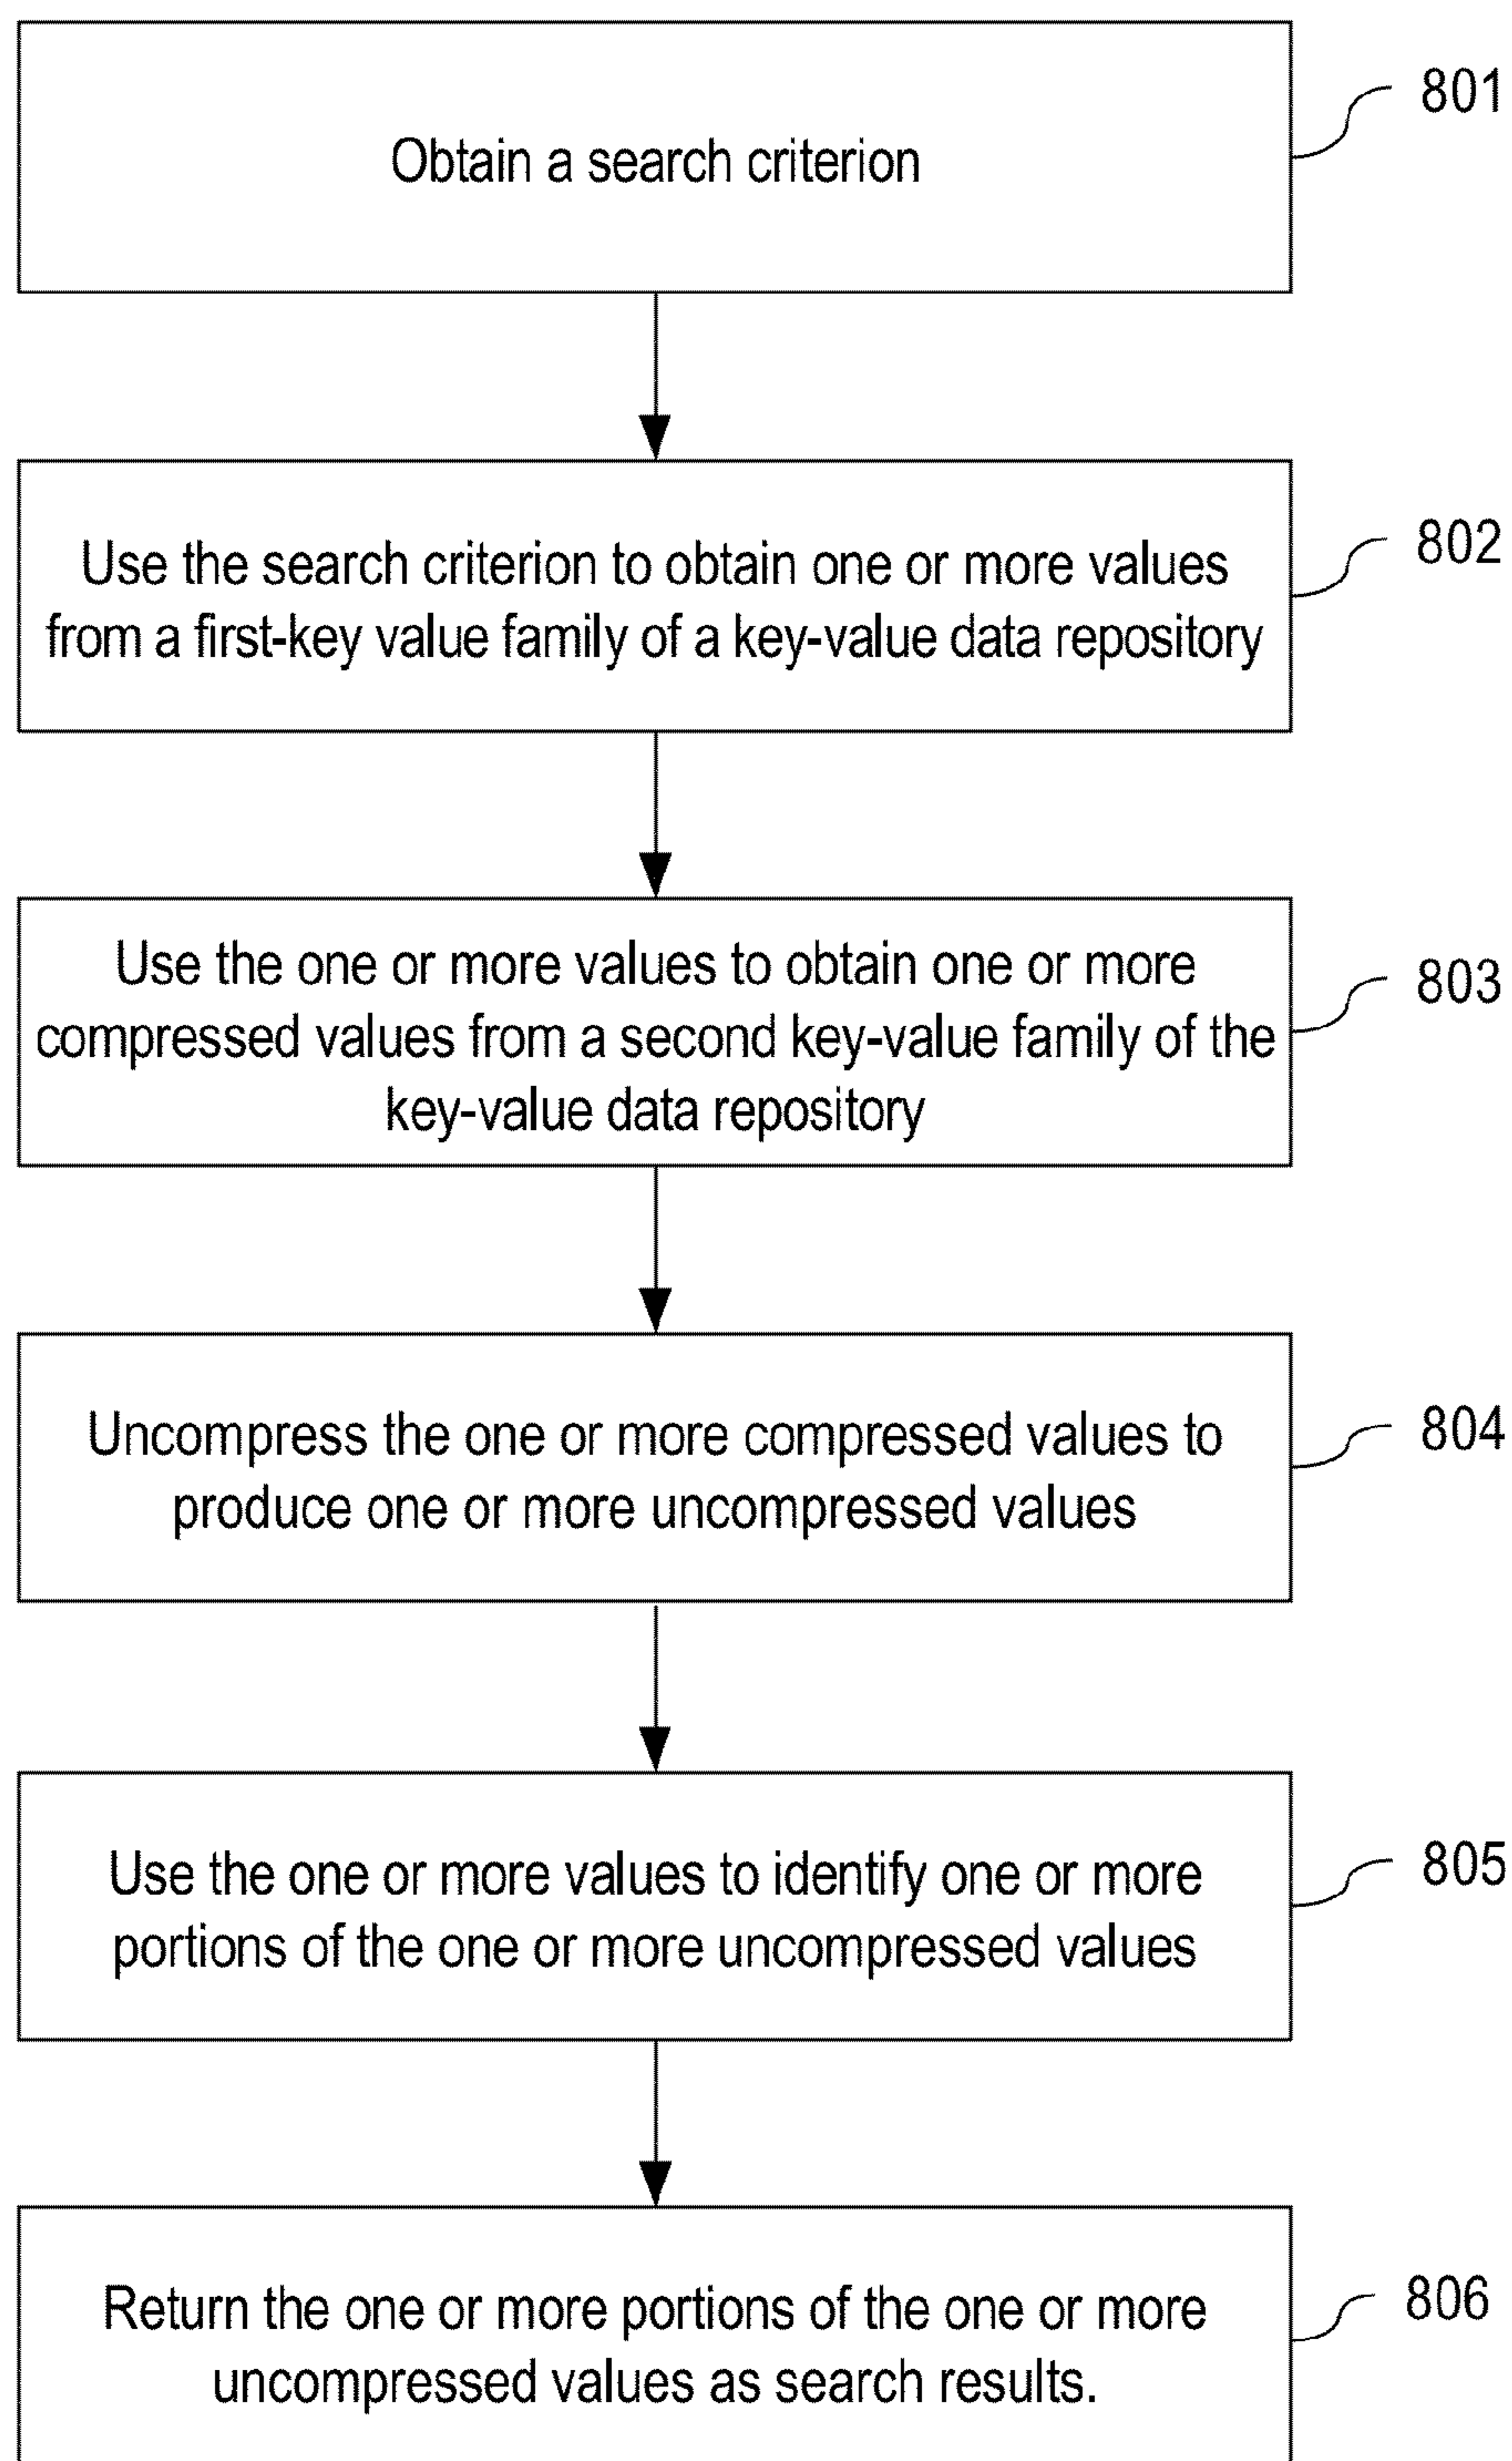 Obtain a search criterion
801
Use the search criterion to obtain one or more values
from a first-key value family of a key-value data repository
802
Use the one or more values to obtain one or more
compressed values from a second key-value family of the
key-value data repository
803
Uncompress the one or more compressed values to
produce one or more uncompressed values
804
Use the one or more values to identify one or more
portions of the one or more uncompressed values
805
Return the one or more portions of the one or more
uncompressed values as search results.
806